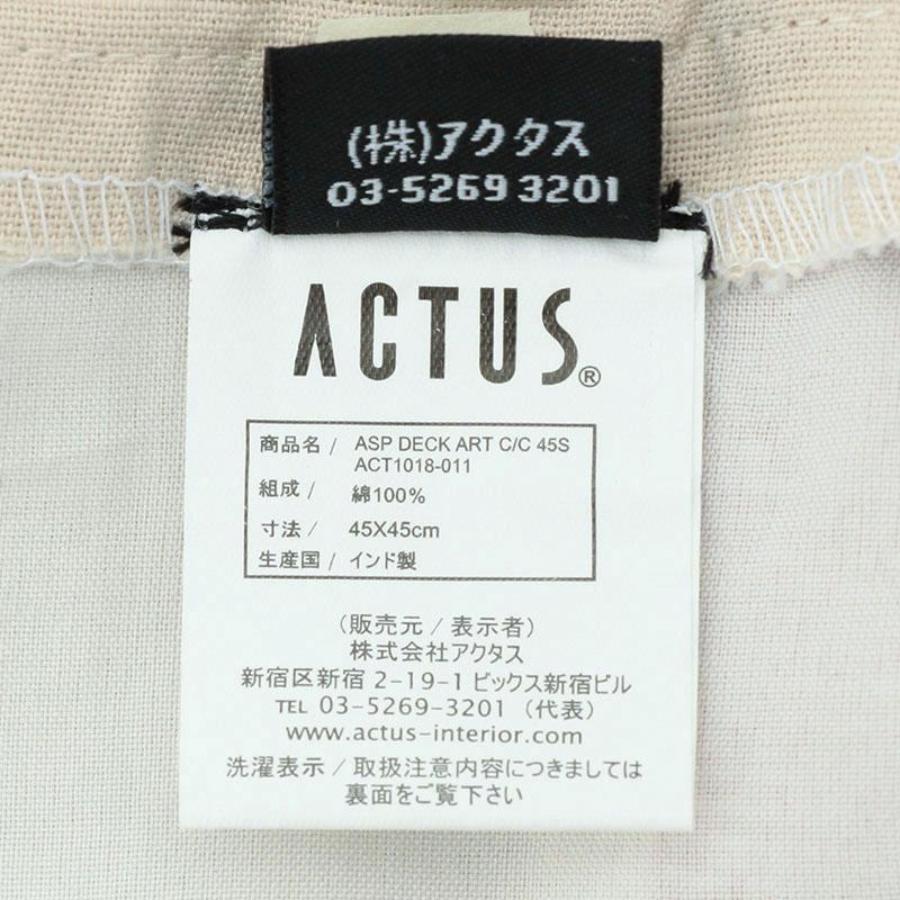 (株)アクタス
03-5269 3201
ACTUS®
商品名 / ASP DECK ART C/C 45S
ACT1018-011
組成 / 綿100%
寸法 / 45X45cm
生産国 / インド製
（販売元 / 表示者）
株式会社アクタス
新宿区新宿 2-19-1 ビックス新宿ビル
TEL 03-5269-3201（代表）
www.actus-interior.com
洗濯表示 / 取扱注意内容につきましては
裏面をご覧下さい